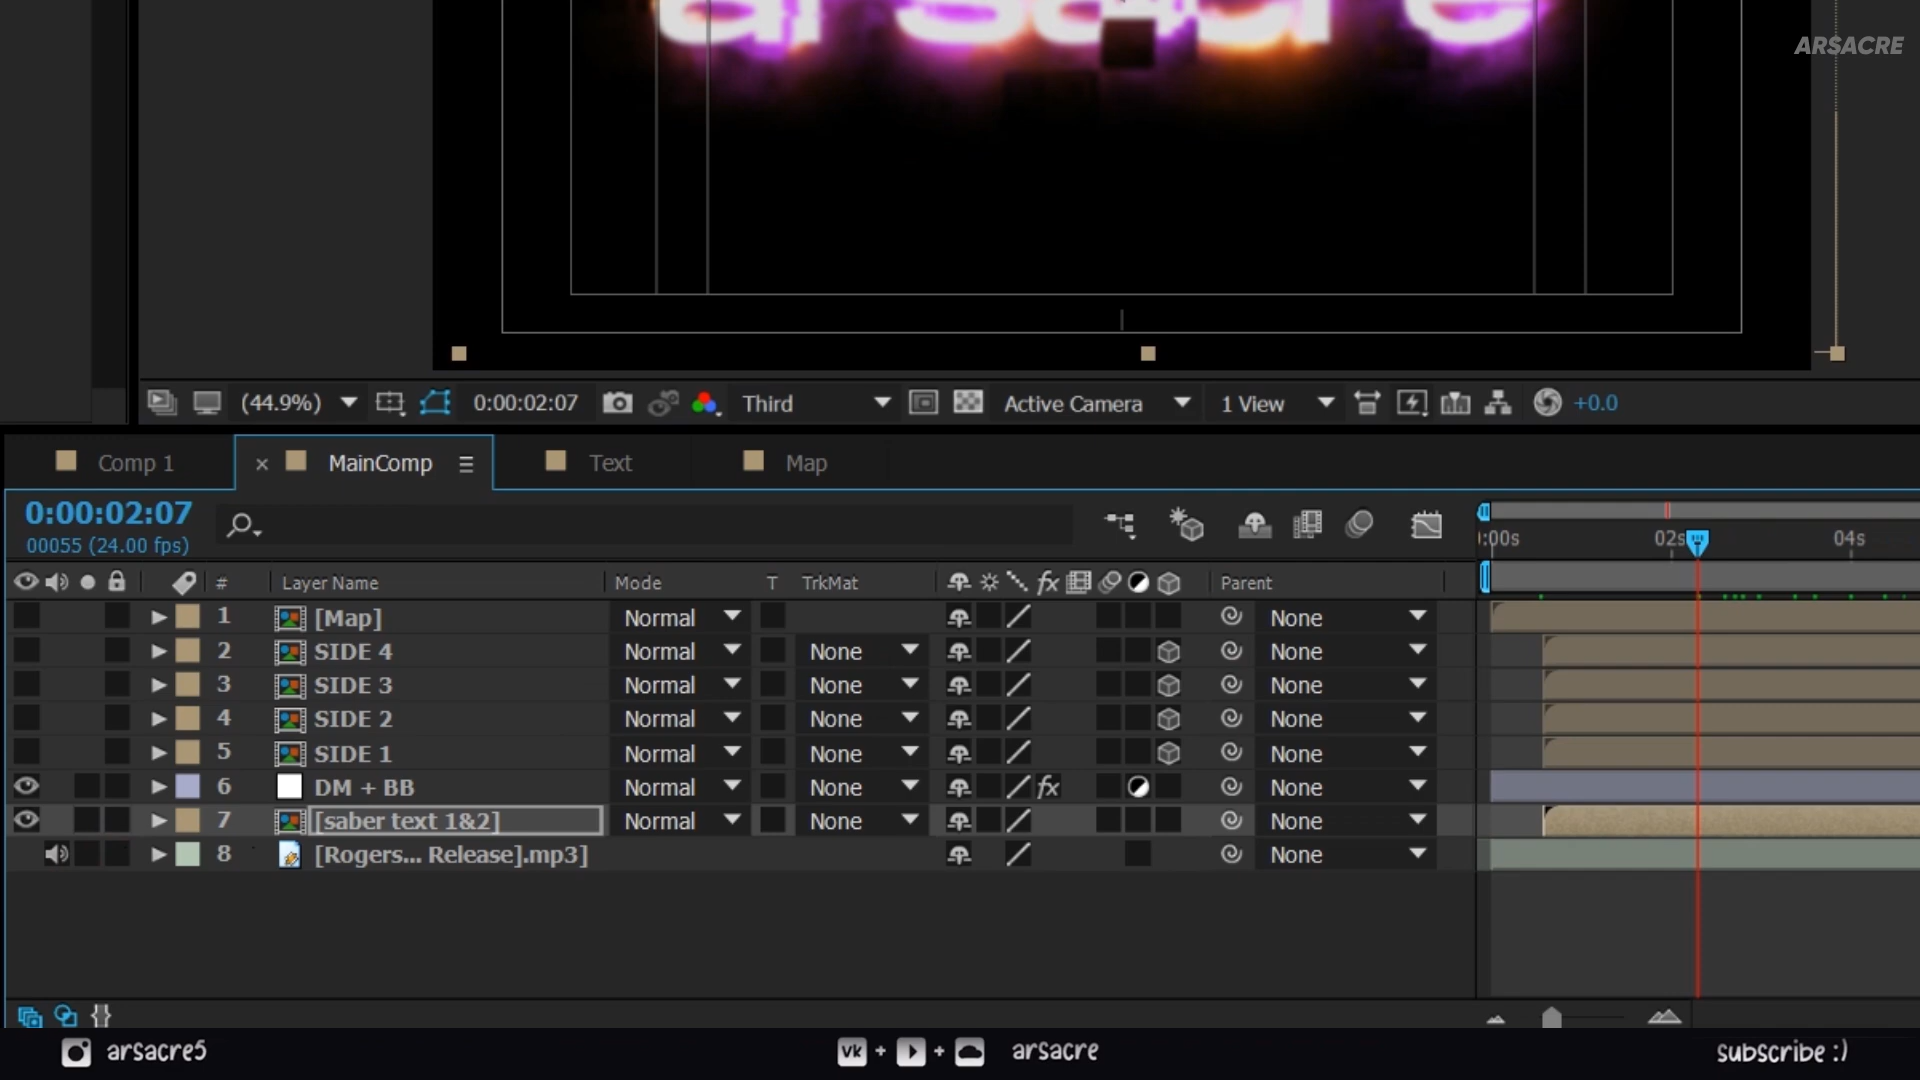 arsacre
ARSACRE
(44.9%) 0:00:02:07 Third Active Camera 1 View +0.0
Comp 1 × MainComp Text Map
0:00:02:07
00055 (24.00 fps)
:00s 02s 04s
# Layer Name Mode T TrkMat fx Parent
1 [Map] Normal None
2 SIDE 4 Normal None None
3 SIDE 3 Normal None None
4 SIDE 2 Normal None None
5 SIDE 1 Normal None None
6 DM + BB Normal None fx None
7 [saber text 1&2] Normal None None
8 [Rogers... Release].mp3] None
arsacre5 VK + + arsacre subscribe :)